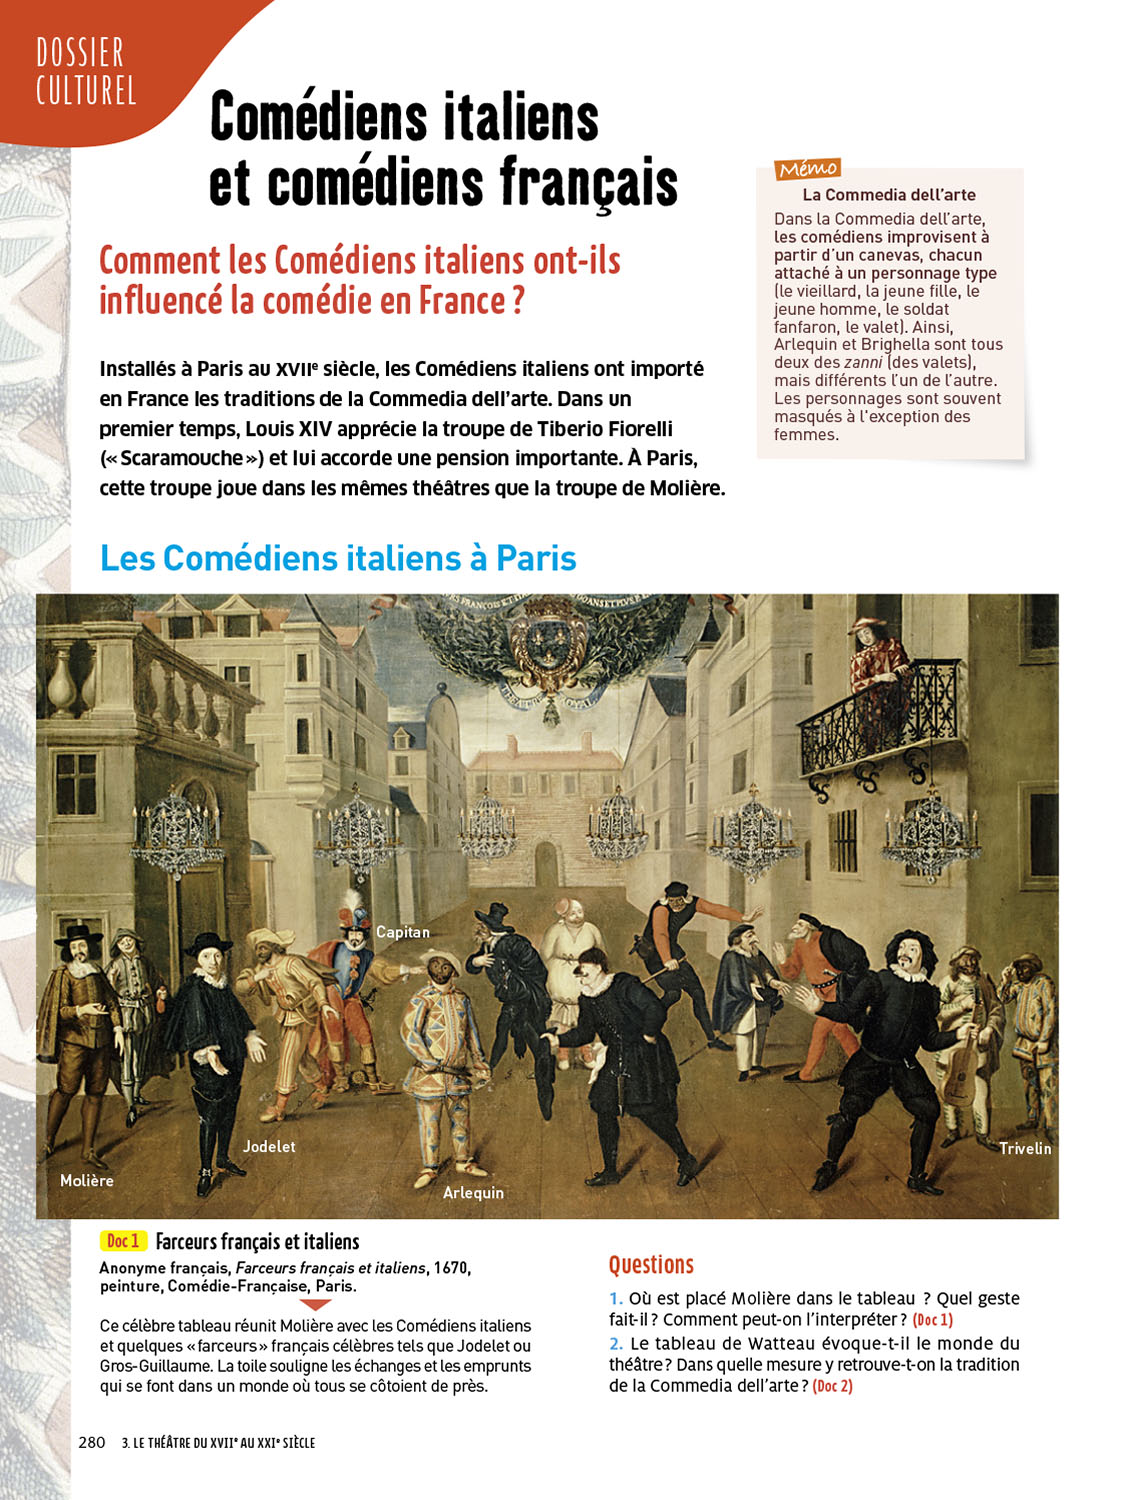 DOSSIER
CULTUREL
Comédiens italiens
et comédiens français
Comment les Comédiens italiens ont-ils
influencé la comédie en France ?
Installés à Paris au XVIIe siècle, les Comédiens italiens ont importé
en France les traditions de la Commedia dell’arte. Dans un
premier temps, Louis XIV apprécie la troupe de Tiberio Fiorelli
(« Scaramouche ») et lui accorde une pension importante. À Paris,
cette troupe joue dans les mêmes théâtres que la troupe de Molière.
Mémo
La Commedia dell’arte
Dans la Commedia dell’arte,
les comédiens improvisent à
partir d’un canevas, chacun
attaché à un personnage type
(le vieillard, la jeune fille, le
jeune homme, le soldat
fanfaron, le valet). Ainsi,
Arlequin et Brighella sont tous
deux des zanni (des valets),
mais différents l’un de l’autre.
Les personnages sont souvent
masqués à l'exception des
femmes.
Les Comédiens italiens à Paris
ROYAL
Capitan
Jodelet
Molière
Arlequin
Trivelin
Doc 1 Farceurs français et italiens
Anonyme français, Farceurs français et italiens, 1670,
peinture, Comédie-Française, Paris.
Ce célèbre tableau réunit Molière avec les Comédiens italiens
et quelques « farceurs » français célèbres tels que Jodelet ou
Gros-Guillaume. La toile souligne les échanges et les emprunts
qui se font dans un monde où tous se côtoient de près.
Questions
1. Où est placé Molière dans le tableau ? Quel geste
fait-il ? Comment peut-on l’interpréter ? (Doc 1)
2. Le tableau de Watteau évoque-t-il le monde du
théâtre ? Dans quelle mesure y retrouve-t-on la tradition
de la Commedia dell’arte ? (Doc 2)
280 3. LE THÉÂTRE DU XVIIe AU XXIe SIÈCLE